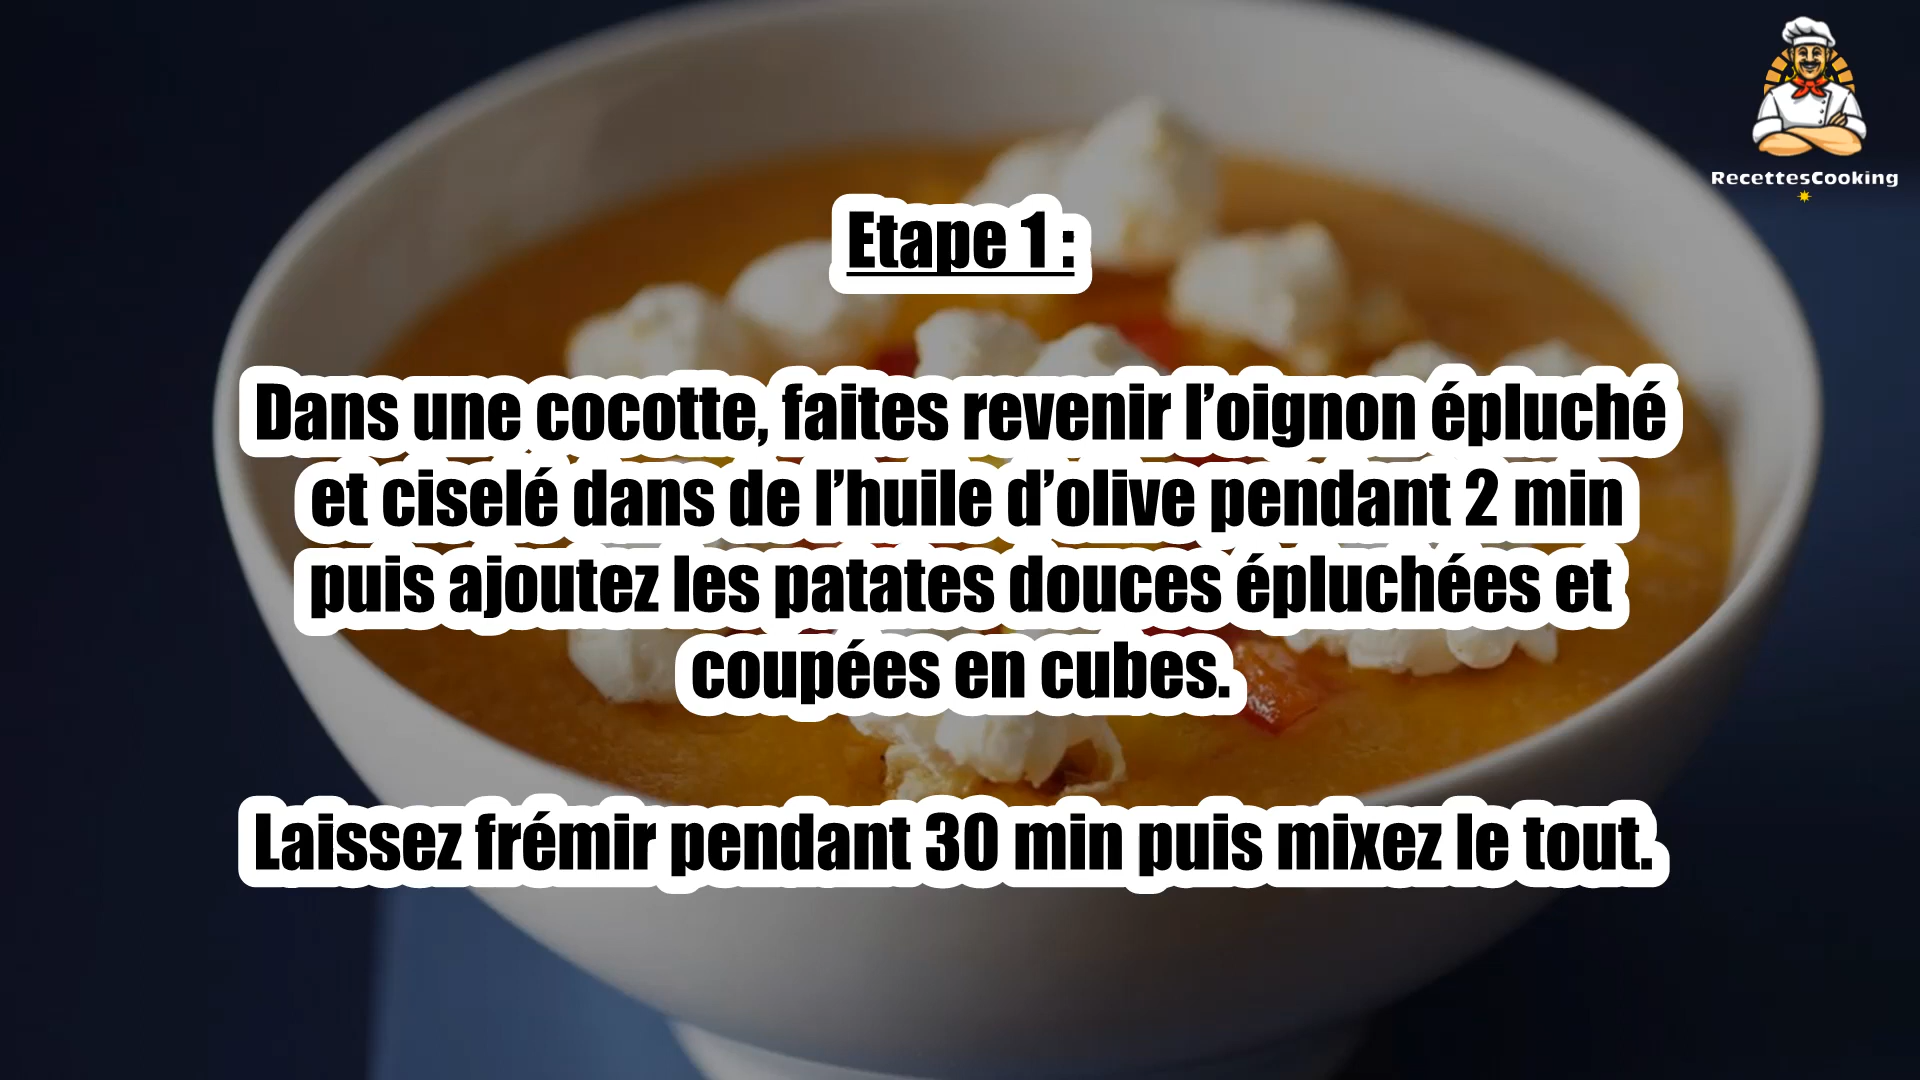 RecettesCooking
Etape 1 :
Dans une cocotte, faites revenir l’oignon épluché
et ciselé dans de l’huile d’olive pendant 2 min
puis ajoutez les patates douces épluchées et
coupées en cubes.
Laissez frémir pendant 30 min puis mixez le tout.